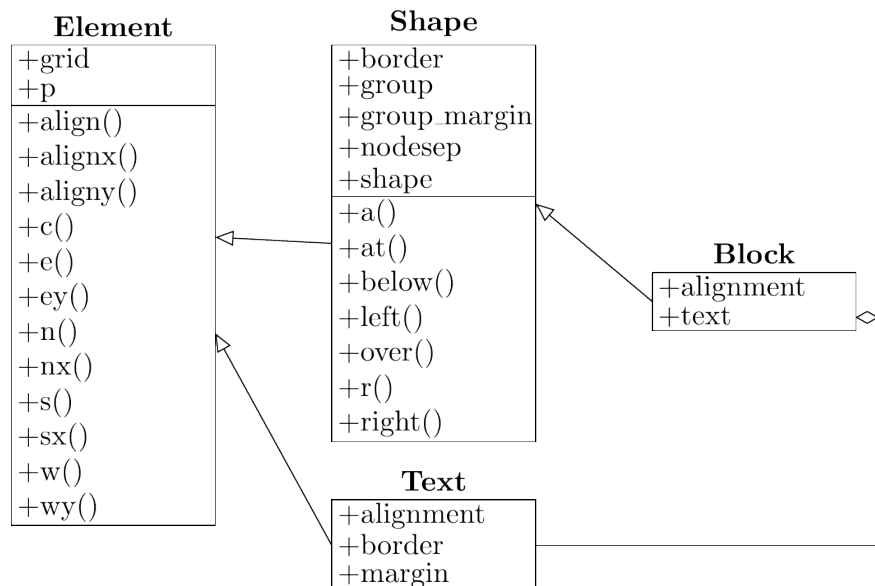 Element
+grid
+p
+align()
+alignx()
+aligny()
+c()
+e()
+ey()
+n()
+nx()
+s()
+sx()
+w()
+wy()
Shape
+border
+group
+group_margin
+nodesep
+shape
+a()
+at()
+below()
+left()
+over()
+r()
+right()
Block
+alignment
+text
Text
+alignment
+border
+margin